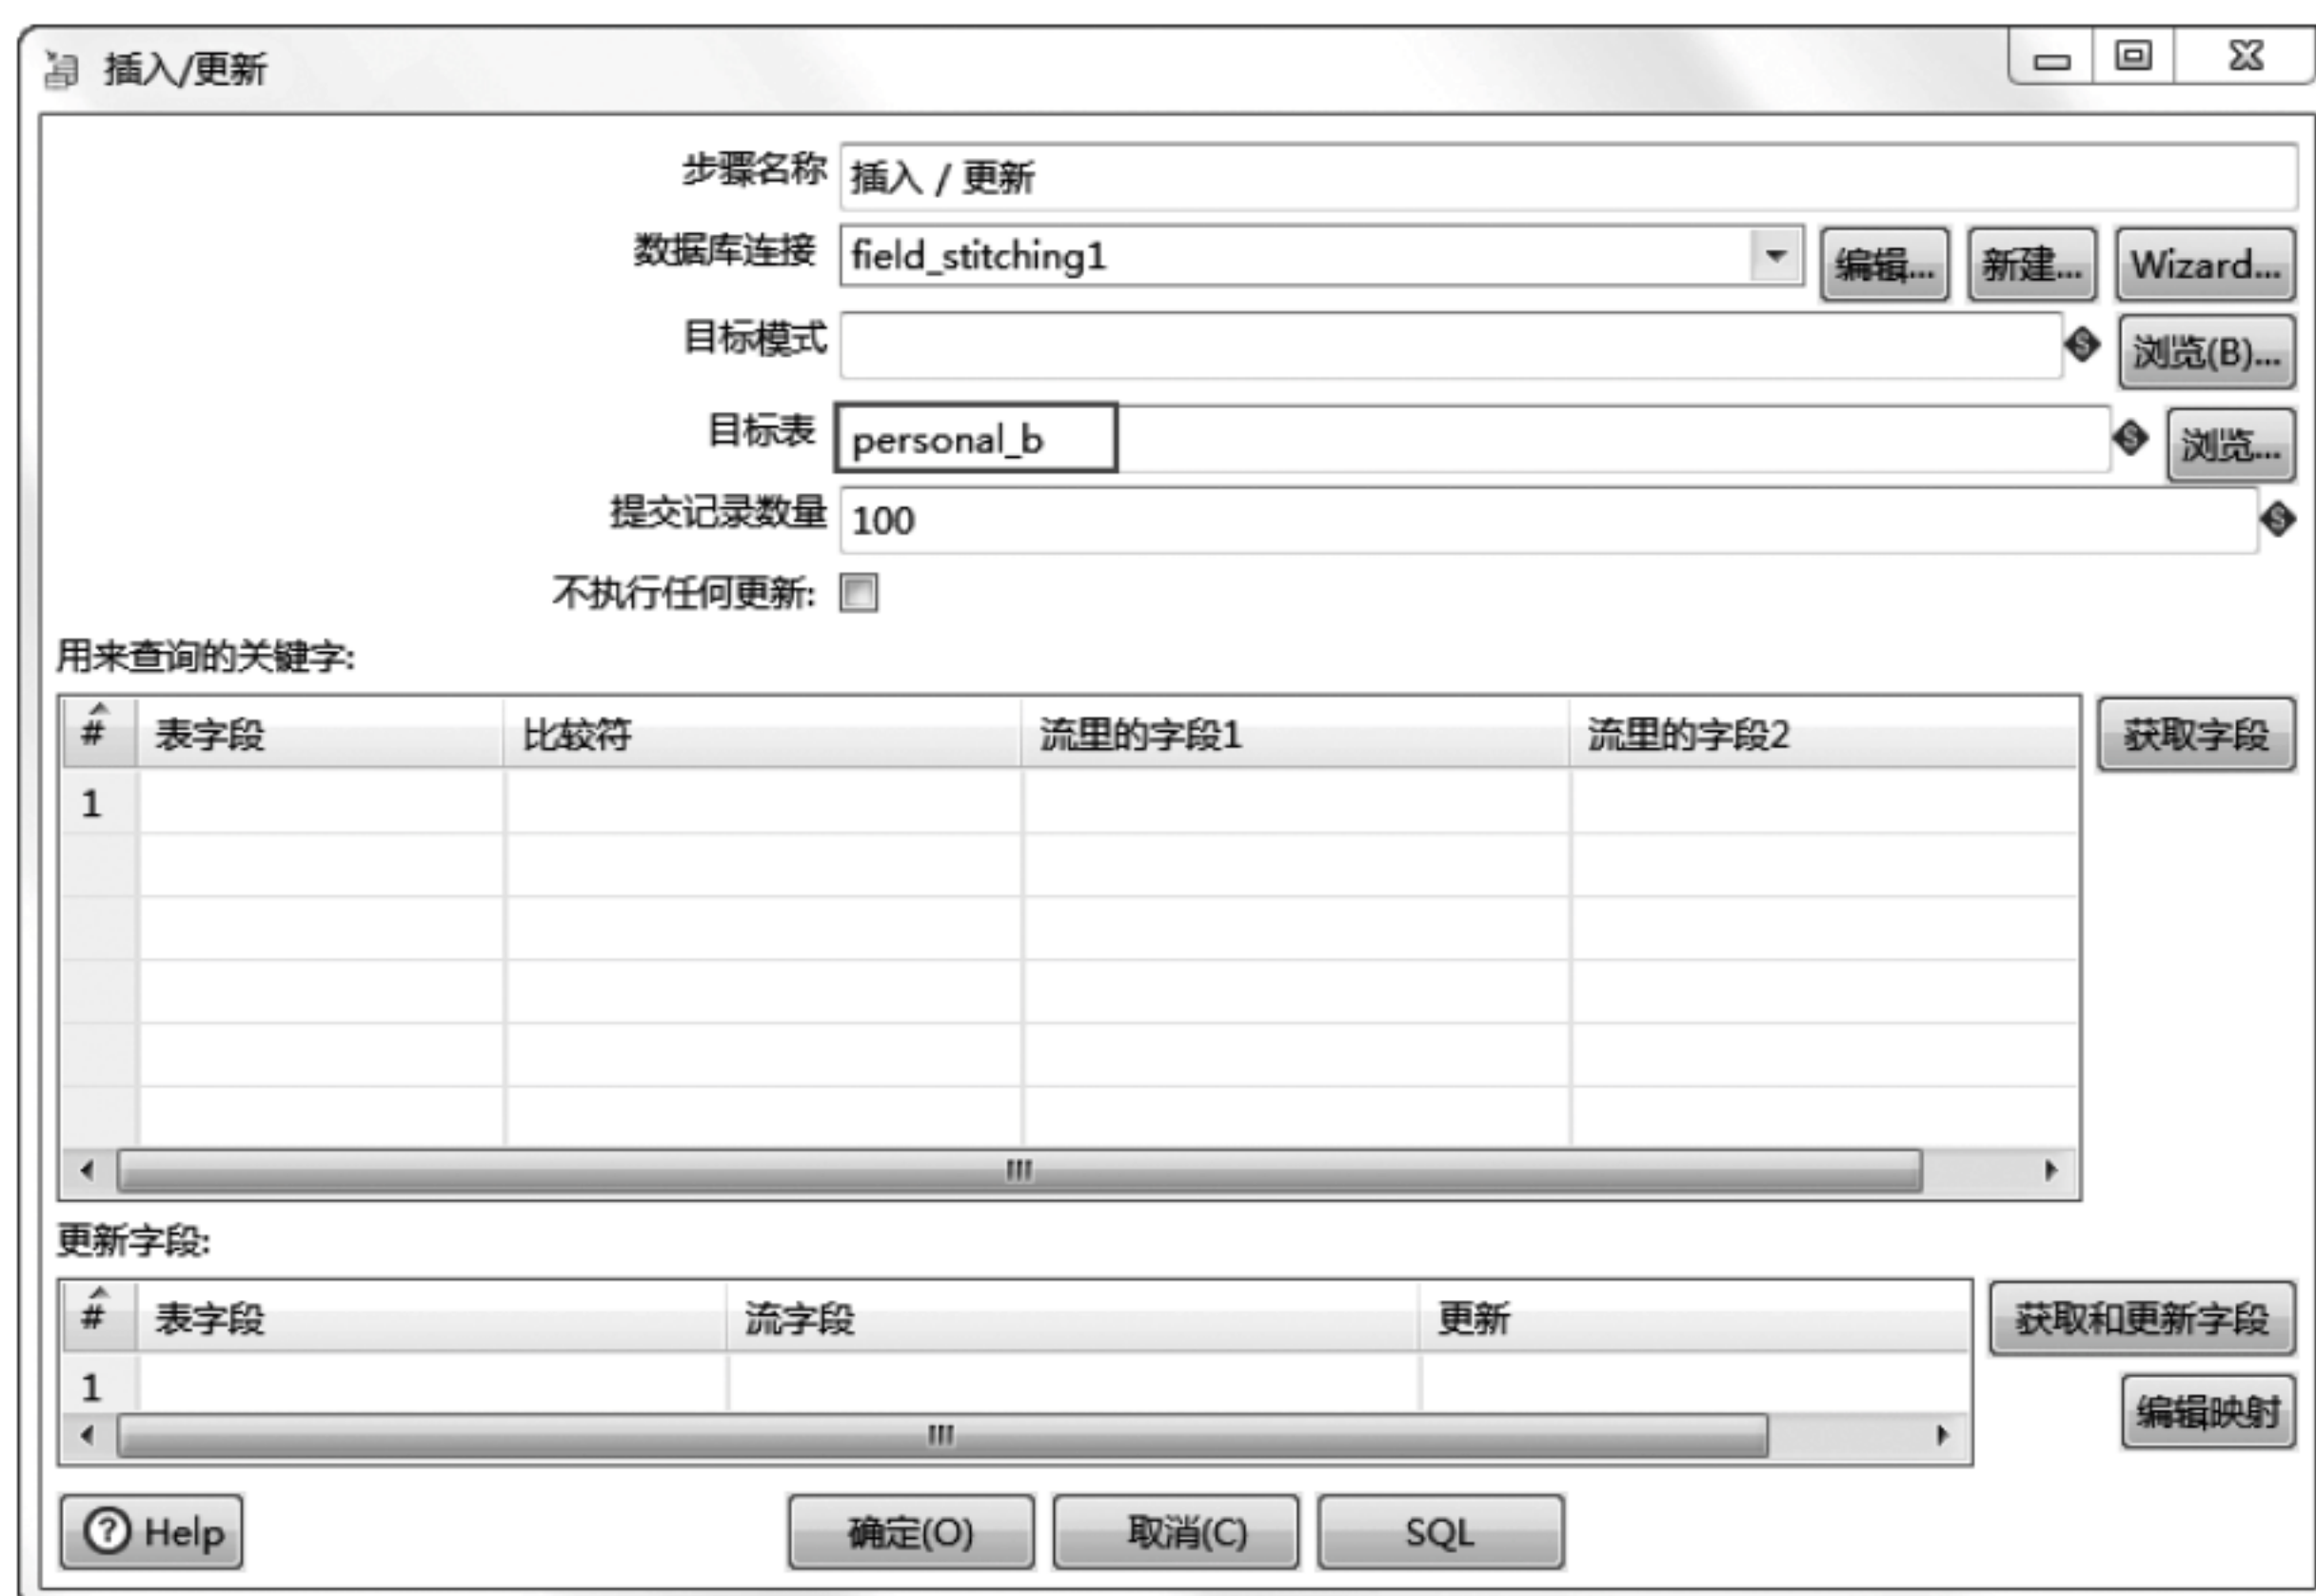 插入/更新
步骤名称 插入 / 更新
数据库连接 field_stitching1 编辑... 新建... Wizard...
目标模式 浏览(B)...
目标表 personal_b 浏览...
提交记录数量 100
不执行任何更新:
用来查询的关键字:
# 表字段 比较符 流里的字段1 流里的字段2 获取字段
1
更新字段:
# 表字段 流字段 更新 获取和更新字段
1
编辑映射
Help 确定(O) 取消(C) SQL